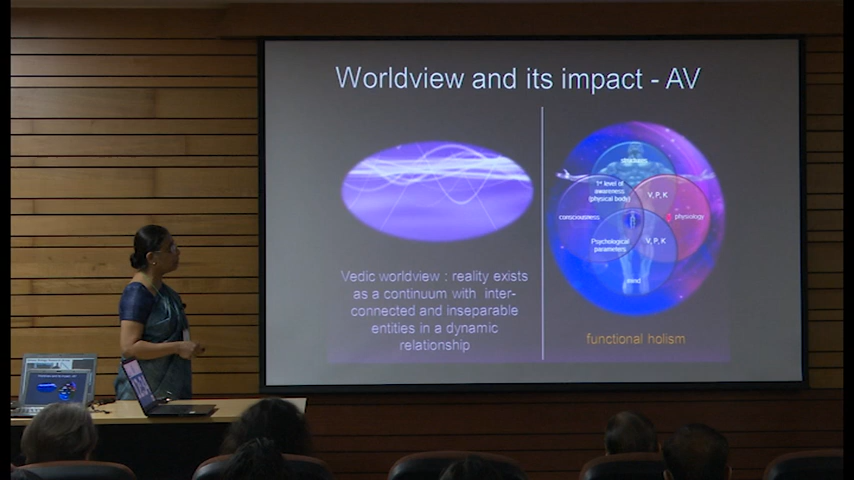 Worldview and its impact - AV
Vedic worldview : reality exists
as a continuum with inter-
connected and inseparable
entities in a dynamic
relationship
structures
1st level of
awareness
(physical body)
V, P, K
consciousness
physiology
Psychological
parameters
V, P, K
mind
functional holism